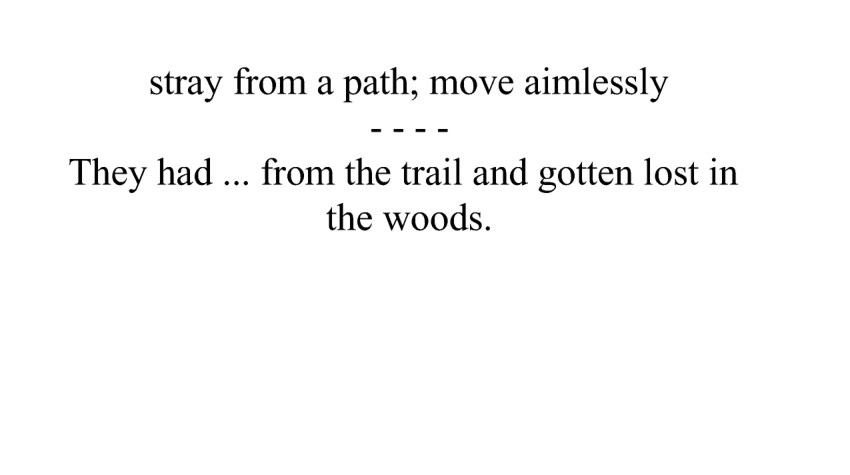 stray from a path; move aimlessly
- - - -
They had ... from the trail and gotten lost in
the woods.